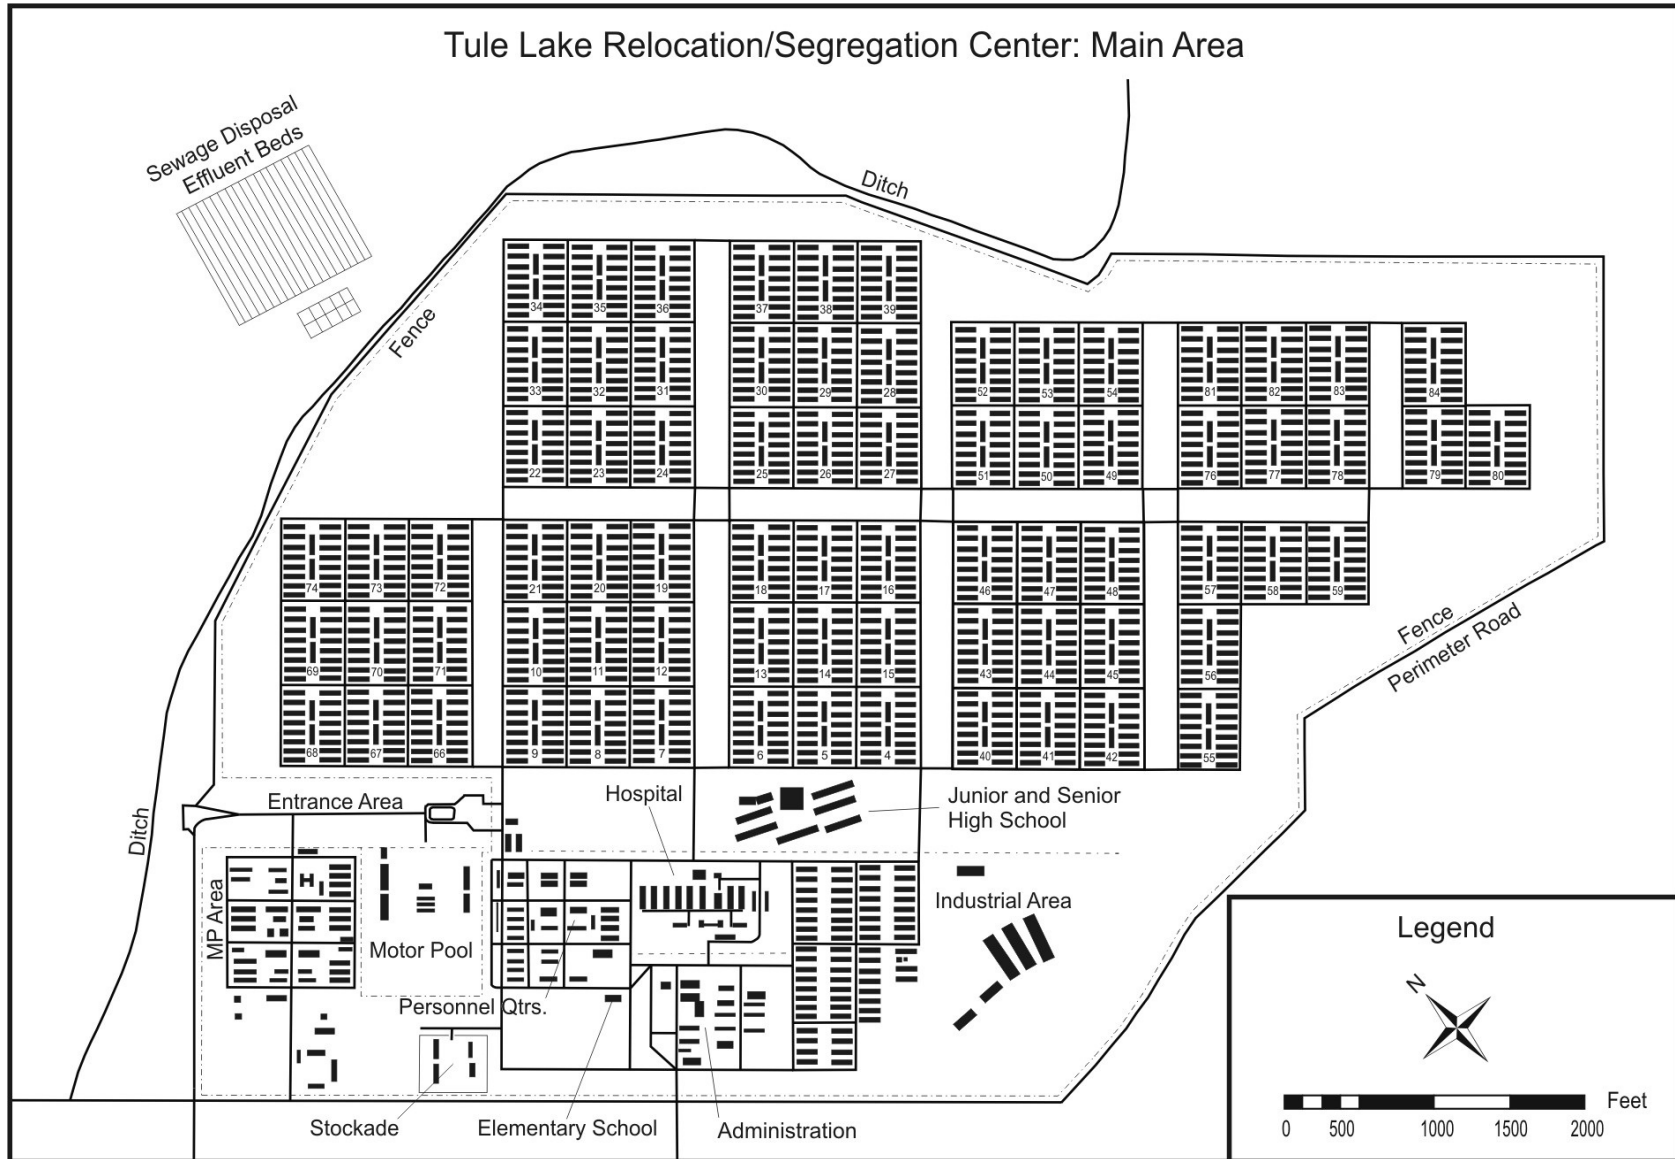 Tule Lake Relocation/Segregation Center: Main Area
Sewage Disposal
Effluent Beds
Ditch
Fence
34 35 36 37 38 39
33 32 31 30 29 28 52 53 54 81 82 83 84
22 23 24 25 26 27 51 50 49 76 77 78 79 80
74 73 72 21 20 19 18 17 16 46 47 48 57 58 59
69 70 71 10 11 12 13 14 15 43 44 45 56
68 67 66 9 8 7 6 5 4 40 41 42 55
Fence
Perimeter Road
Ditch
Entrance Area
Hospital
Junior and Senior
High School
MP Area
Motor Pool
Industrial Area
Personnel Qtrs.
Stockade
Elementary School
Administration
Legend
N
Feet
0 500 1000 1500 2000